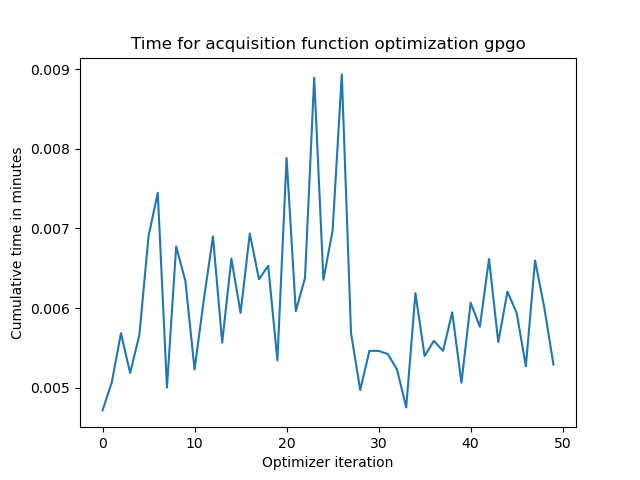 Time for acquisition function optimization gpgo
0.009
0.008
0.007
0.006
0.005
Cumulative time in minutes
0 10 20 30 40 50
Optimizer iteration